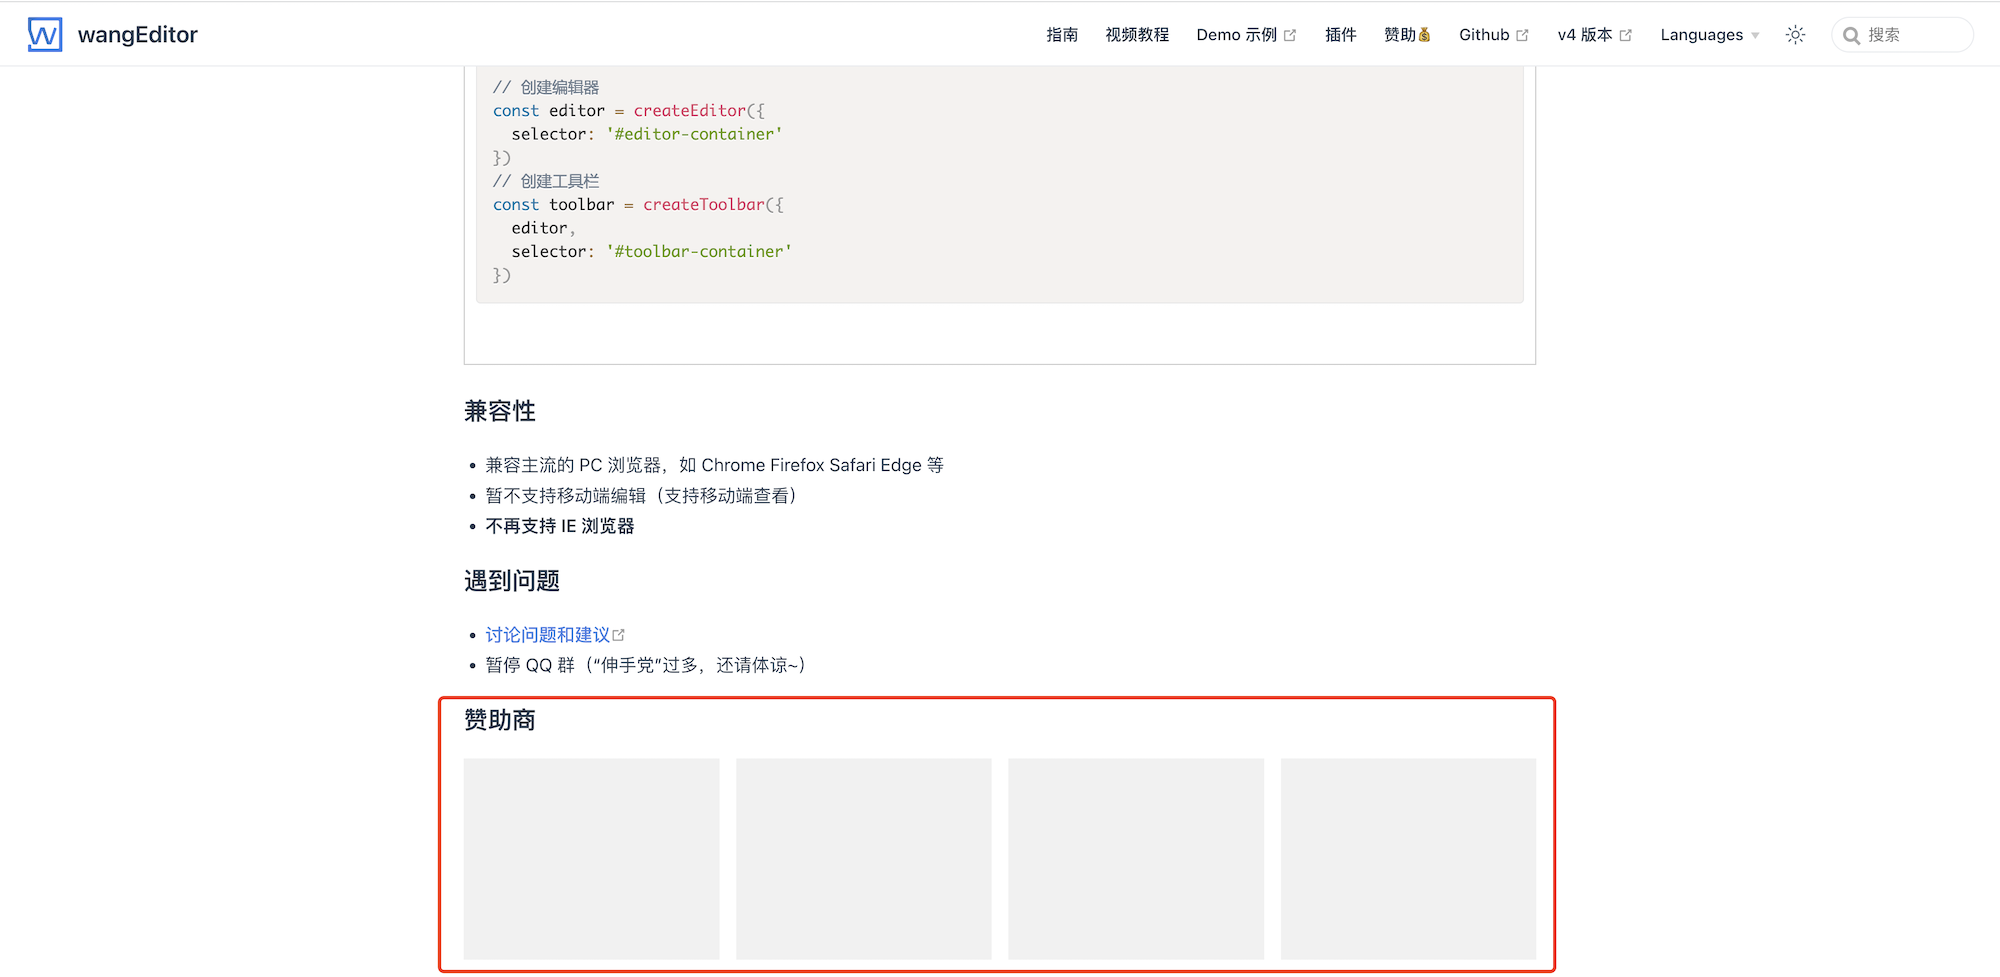 wangEditor
指南 视频教程 Demo 示例 插件 赞助💰 Github v4 版本 Languages 搜索
// 创建编辑器
const editor = createEditor({
  selector: '#editor-container'
})
// 创建工具栏
const toolbar = createToolbar({
  editor,
  selector: '#toolbar-container'
})
兼容性
• 兼容主流的 PC 浏览器，如 Chrome Firefox Safari Edge 等
• 暂不支持移动端编辑（支持移动端查看）
• 不再支持 IE 浏览器
遇到问题
• 讨论问题和建议
• 暂停 QQ 群（“伸手党”过多，还请体谅~）
赞助商